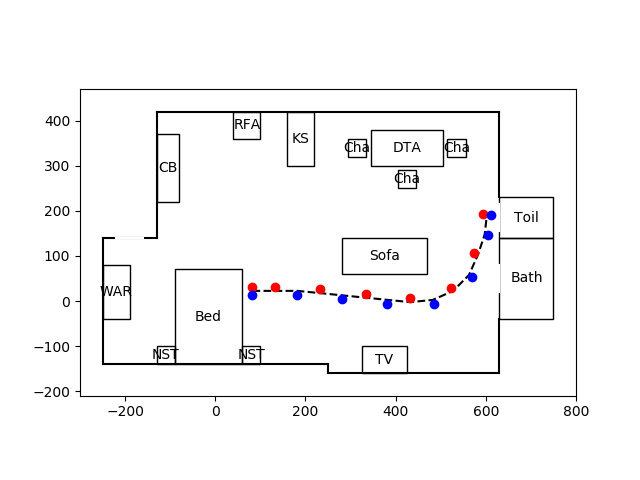 400
300
200
100
0
−100
−200
−200
0
200
400
600
800
RFA
KS
CB
Cha
DTA
Cha
Cha
Toil
Sofa
Bath
WAR
Bed
NST
NST
TV